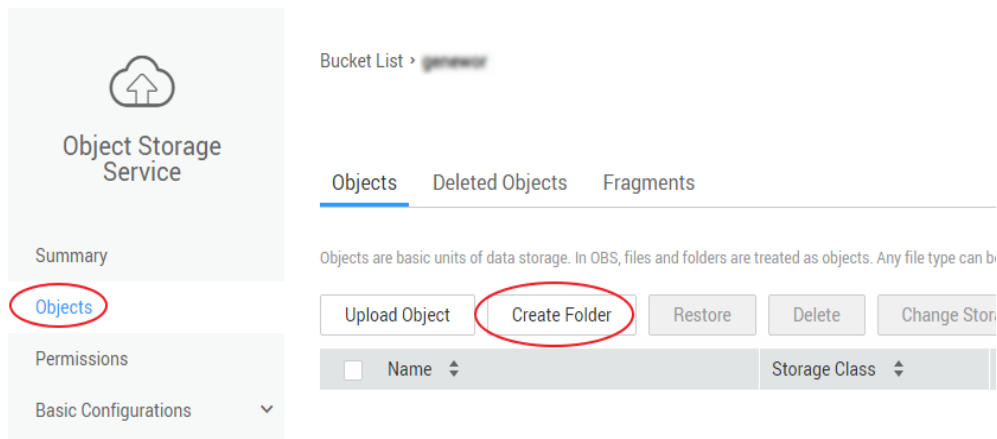 Object Storage
Service
Summary
Objects
Permissions
Basic Configurations
Bucket List ›
Objects Deleted Objects Fragments
Objects are basic units of data storage. In OBS, files and folders are treated as objects. Any file type can b
Upload Object Create Folder Restore Delete Change Stor
Name Storage Class